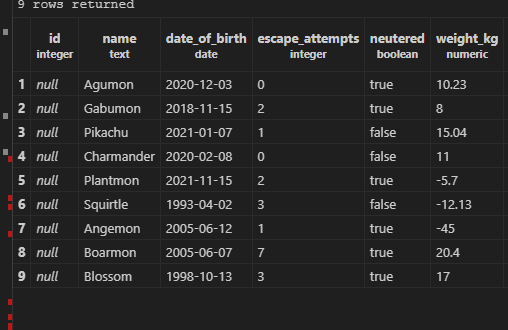 9 rows returned
id name date_of_birth escape_attempts neutered weight_kg
integer text date integer boolean numeric
1 null Agumon 2020-12-03 0 true 10.23
2 null Gabumon 2018-11-15 2 true 8
3 null Pikachu 2021-01-07 1 false 15.04
4 null Charmander 2020-02-08 0 false 11
5 null Plantmon 2021-11-15 2 true -5.7
6 null Squirtle 1993-04-02 3 false -12.13
7 null Angemon 2005-06-12 1 true -45
8 null Boarmon 2005-06-07 7 true 20.4
9 null Blossom 1998-10-13 3 true 17